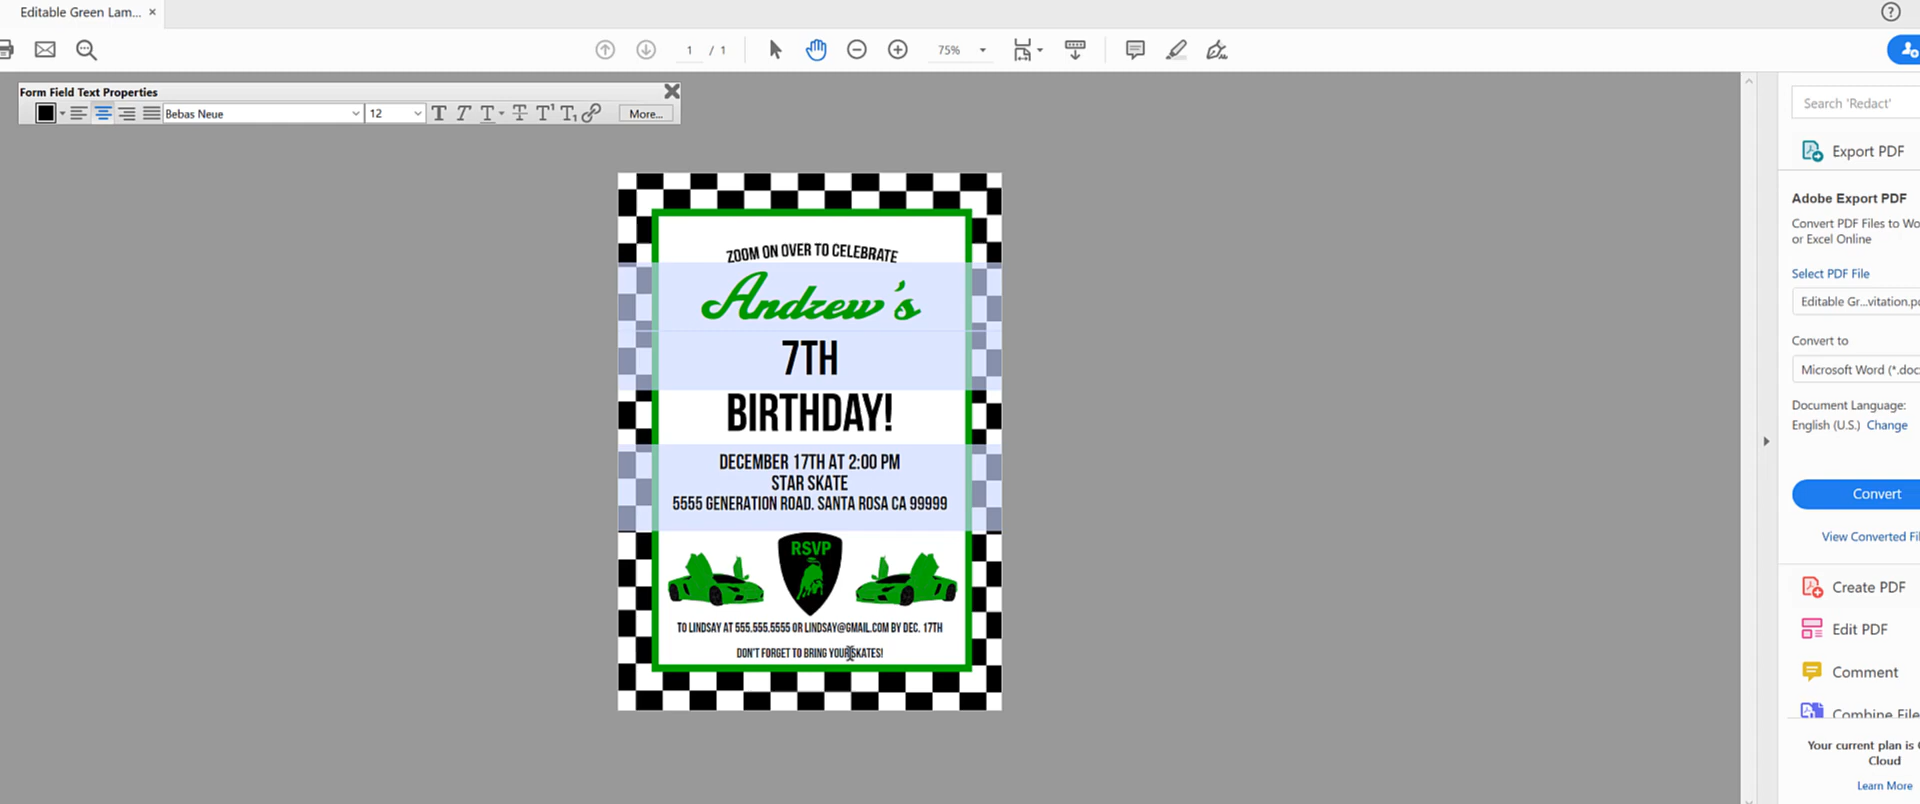 Editable Green Lam... ×
1 / 1
75%
Form Field Text Properties
Bebas Neue
12
More...
ZOOM ON OVER TO CELEBRATE
Andrew's
7TH
BIRTHDAY!
DECEMBER 17TH AT 2:00 PM
STAR SKATE
5555 GENERATION ROAD. SANTA ROSA CA 99999
RSVP
TO LINDSAY AT 555.555.5555 OR LINDSAY@GMAIL.COM BY DEC. 17TH
DON'T FORGET TO BRING YOUR SKATES!
Search 'Redact'
Export PDF
Adobe Export PDF
Convert PDF Files to Wo
or Excel Online
Select PDF File
Editable Gr...vitation.p
Convert to
Microsoft Word (*.doc
Document Language:
English (U.S.) Change
Convert
View Converted Fi
Create PDF
Edit PDF
Comment
Combine File
Your current plan is
Cloud
Learn More